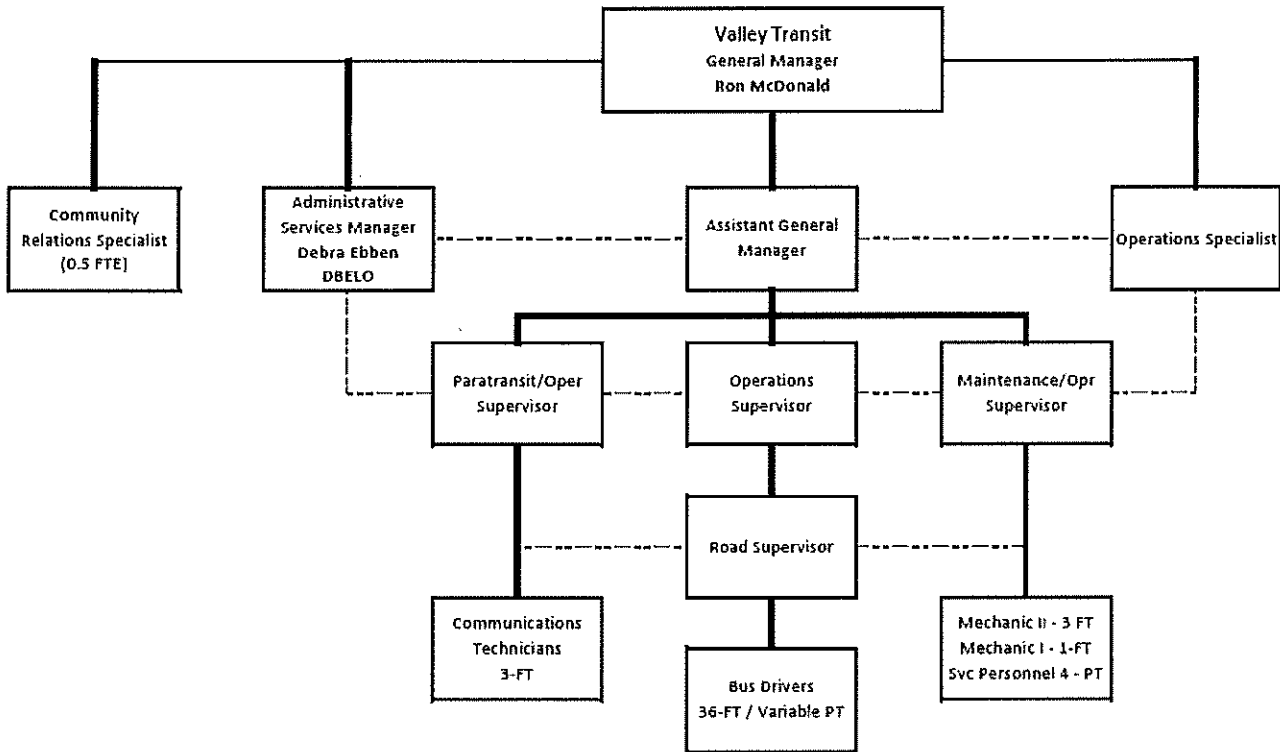 Valley Transit
General Manager
Ron McDonald
Community
Relations Specialist
(0.5 FTE]
Administrative
Services Manager
Debra Ebben
DBELO
Assistant General
Manager
Operations Specialist
Paratransit/Oper
Supervisor
Operations
Supervisor
Maintenance/Opr
Supervisor
Road Supervisor
Communications
Technicians
3-FT
Bus Drivers
36-FT / Variable PT
Mechanic II - 3 FT
Mechanic I - 1-FT
Svc Personnel 4 - PT